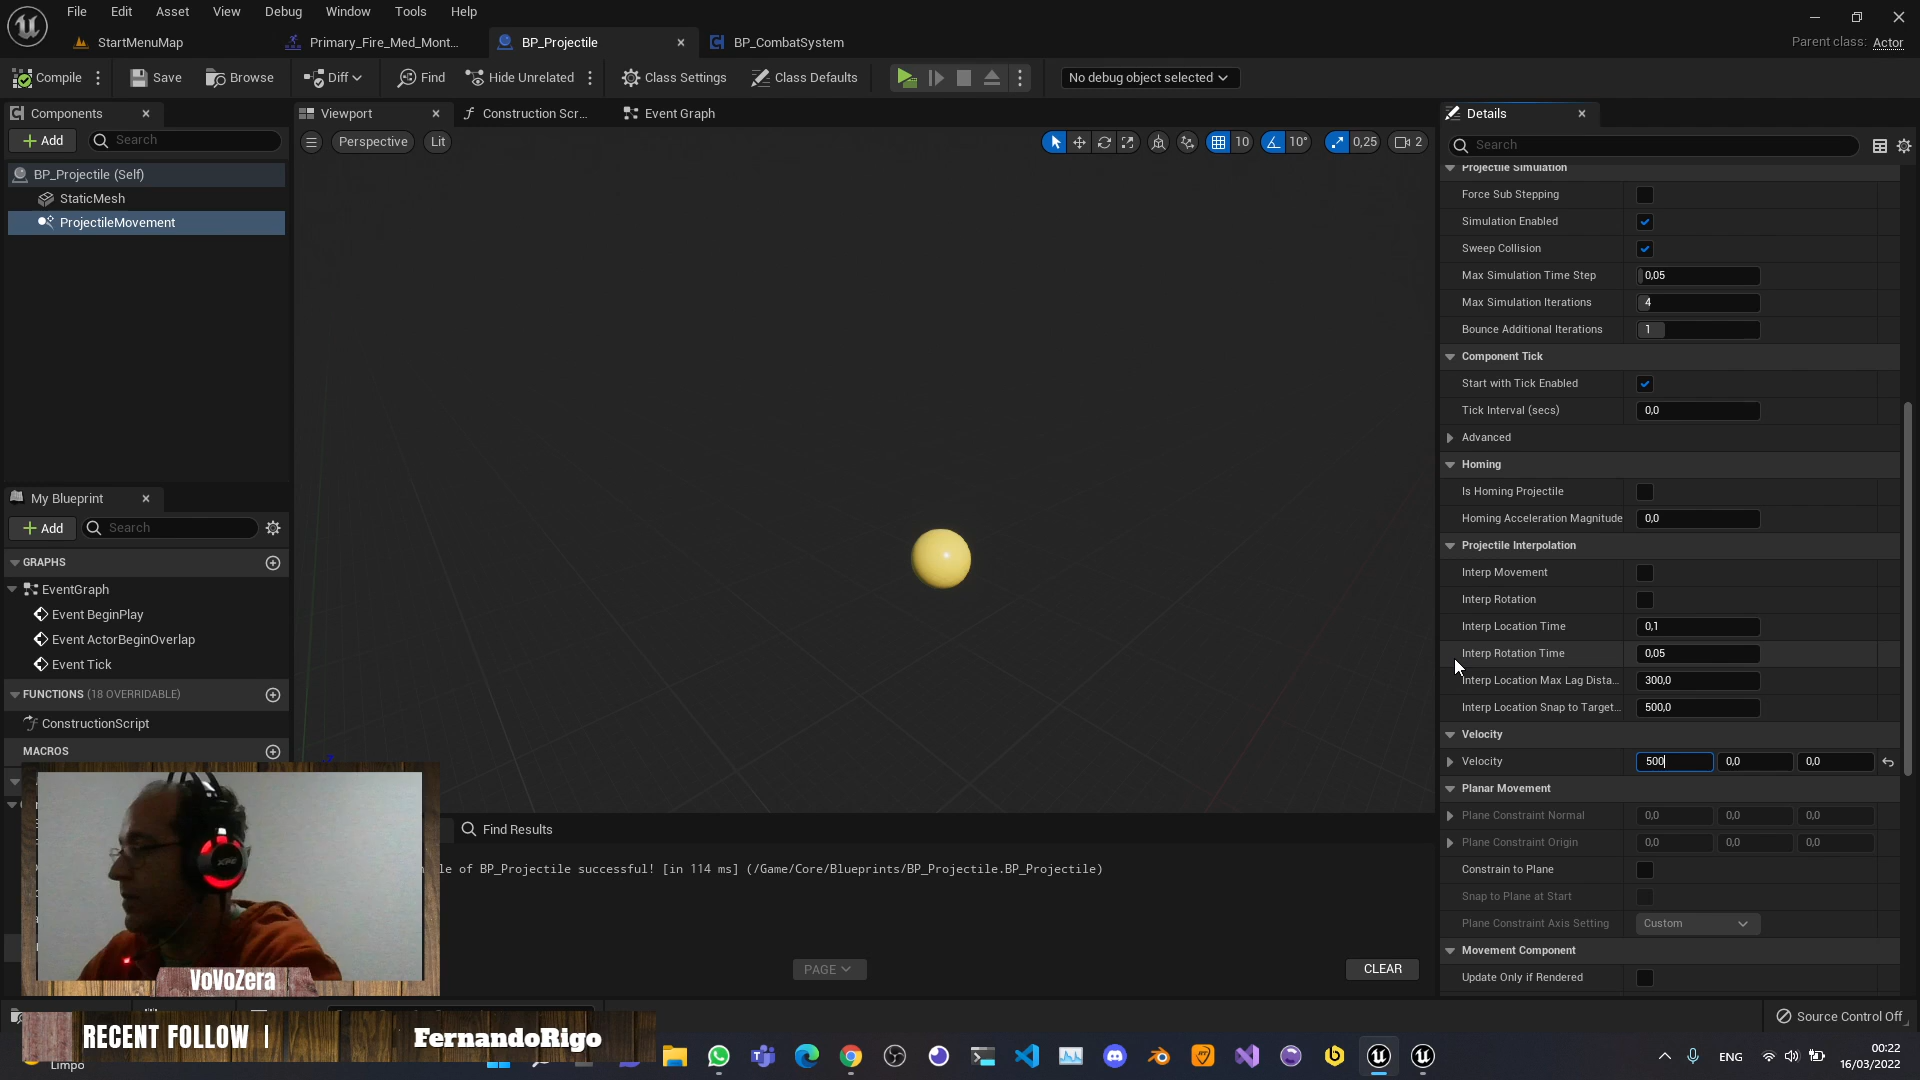 File Edit Asset View Debug Window Tools Help
StartMenuMap Primary_Fire_Med_Mont... BP_Projectile BP_CombatSystem
Parent class: Actor
Compile Save Browse Diff Find Hide Unrelated Class Settings Class Defaults No debug object selected
Components
Add Search
BP_Projectile (Self)
StaticMesh
ProjectileMovement
My Blueprint
Add Search
GRAPHS
EventGraph
Event BeginPlay
Event ActorBeginOverlap
Event Tick
FUNCTIONS (18 OVERRIDABLE)
ConstructionScript
MACROS
Viewport Construction Scr... Event Graph
Perspective Lit 10 10° 0,25 2
Find Results
le of BP_Projectile successful! [in 114 ms] (/Game/Core/Blueprints/BP_Projectile.BP_Projectile)
PAGE CLEAR
Details
Search
Projectile Simulation
Force Sub Stepping
Simulation Enabled
Sweep Collision
Max Simulation Time Step 0,05
Max Simulation Iterations 4
Bounce Additional Iterations 1
Component Tick
Start with Tick Enabled
Tick Interval (secs) 0,0
Advanced
Homing
Is Homing Projectile
Homing Acceleration Magnitude 0,0
Projectile Interpolation
Interp Movement
Interp Rotation
Interp Location Time 0,1
Interp Rotation Time 0,05
Interp Location Max Lag Dista... 300,0
Interp Location Snap to Target... 500,0
Velocity
Velocity 500 0,0 0,0
Planar Movement
Plane Constraint Normal 0,0 0,0 0,0
Plane Constraint Origin 0,0 0,0 0,0
Constrain to Plane
Snap to Plane at Start
Plane Constraint Axis Setting Custom
Movement Component
Update Only if Rendered
Source Control Off
VoVoZera
RECENT FOLLOW | FernandoRigo
Limpo
ENG
00:22
16/03/2022